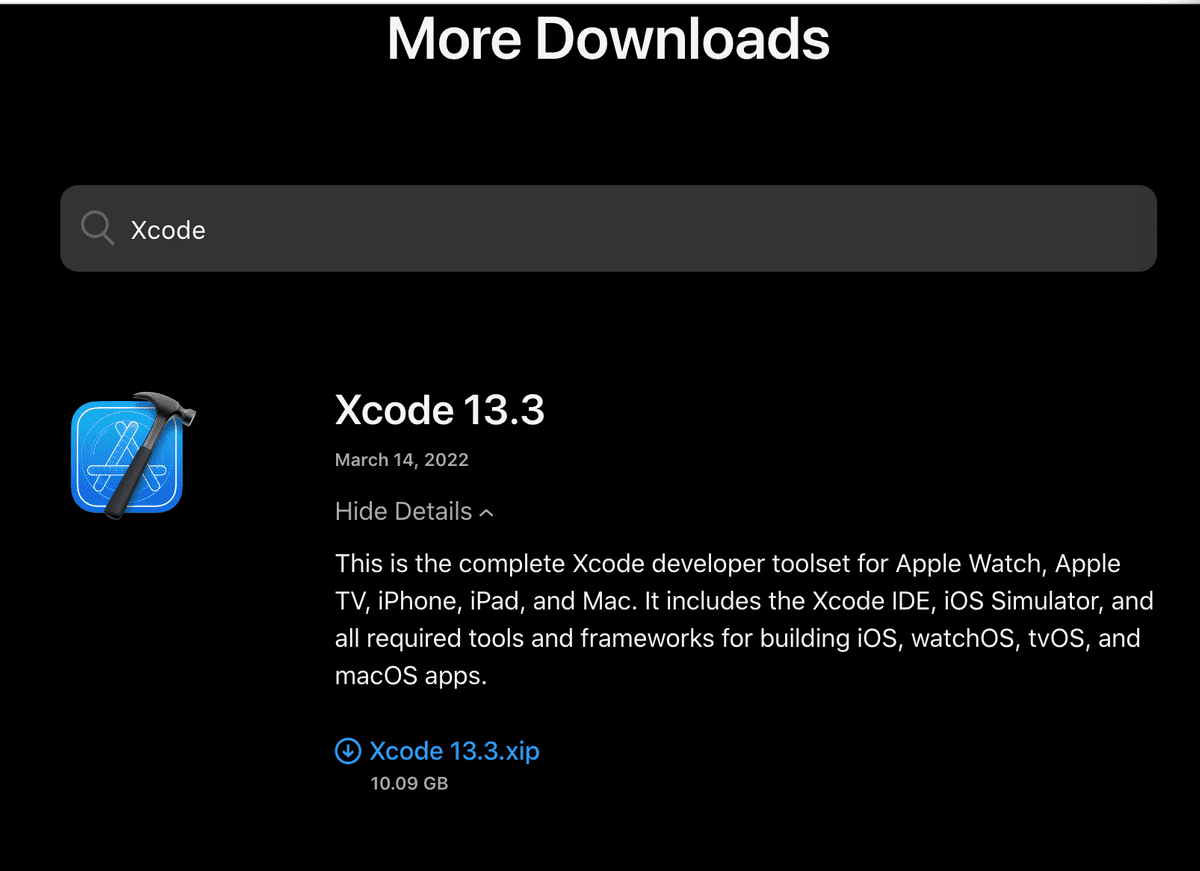 More Downloads
Xcode
Xcode 13.3
March 14, 2022
Hide Details
This is the complete Xcode developer toolset for Apple Watch, Apple
TV, iPhone, iPad, and Mac. It includes the Xcode IDE, iOS Simulator, and
all required tools and frameworks for building iOS, watchOS, tvOS, and
macOS apps.
Xcode 13.3.xip
10.09 GB